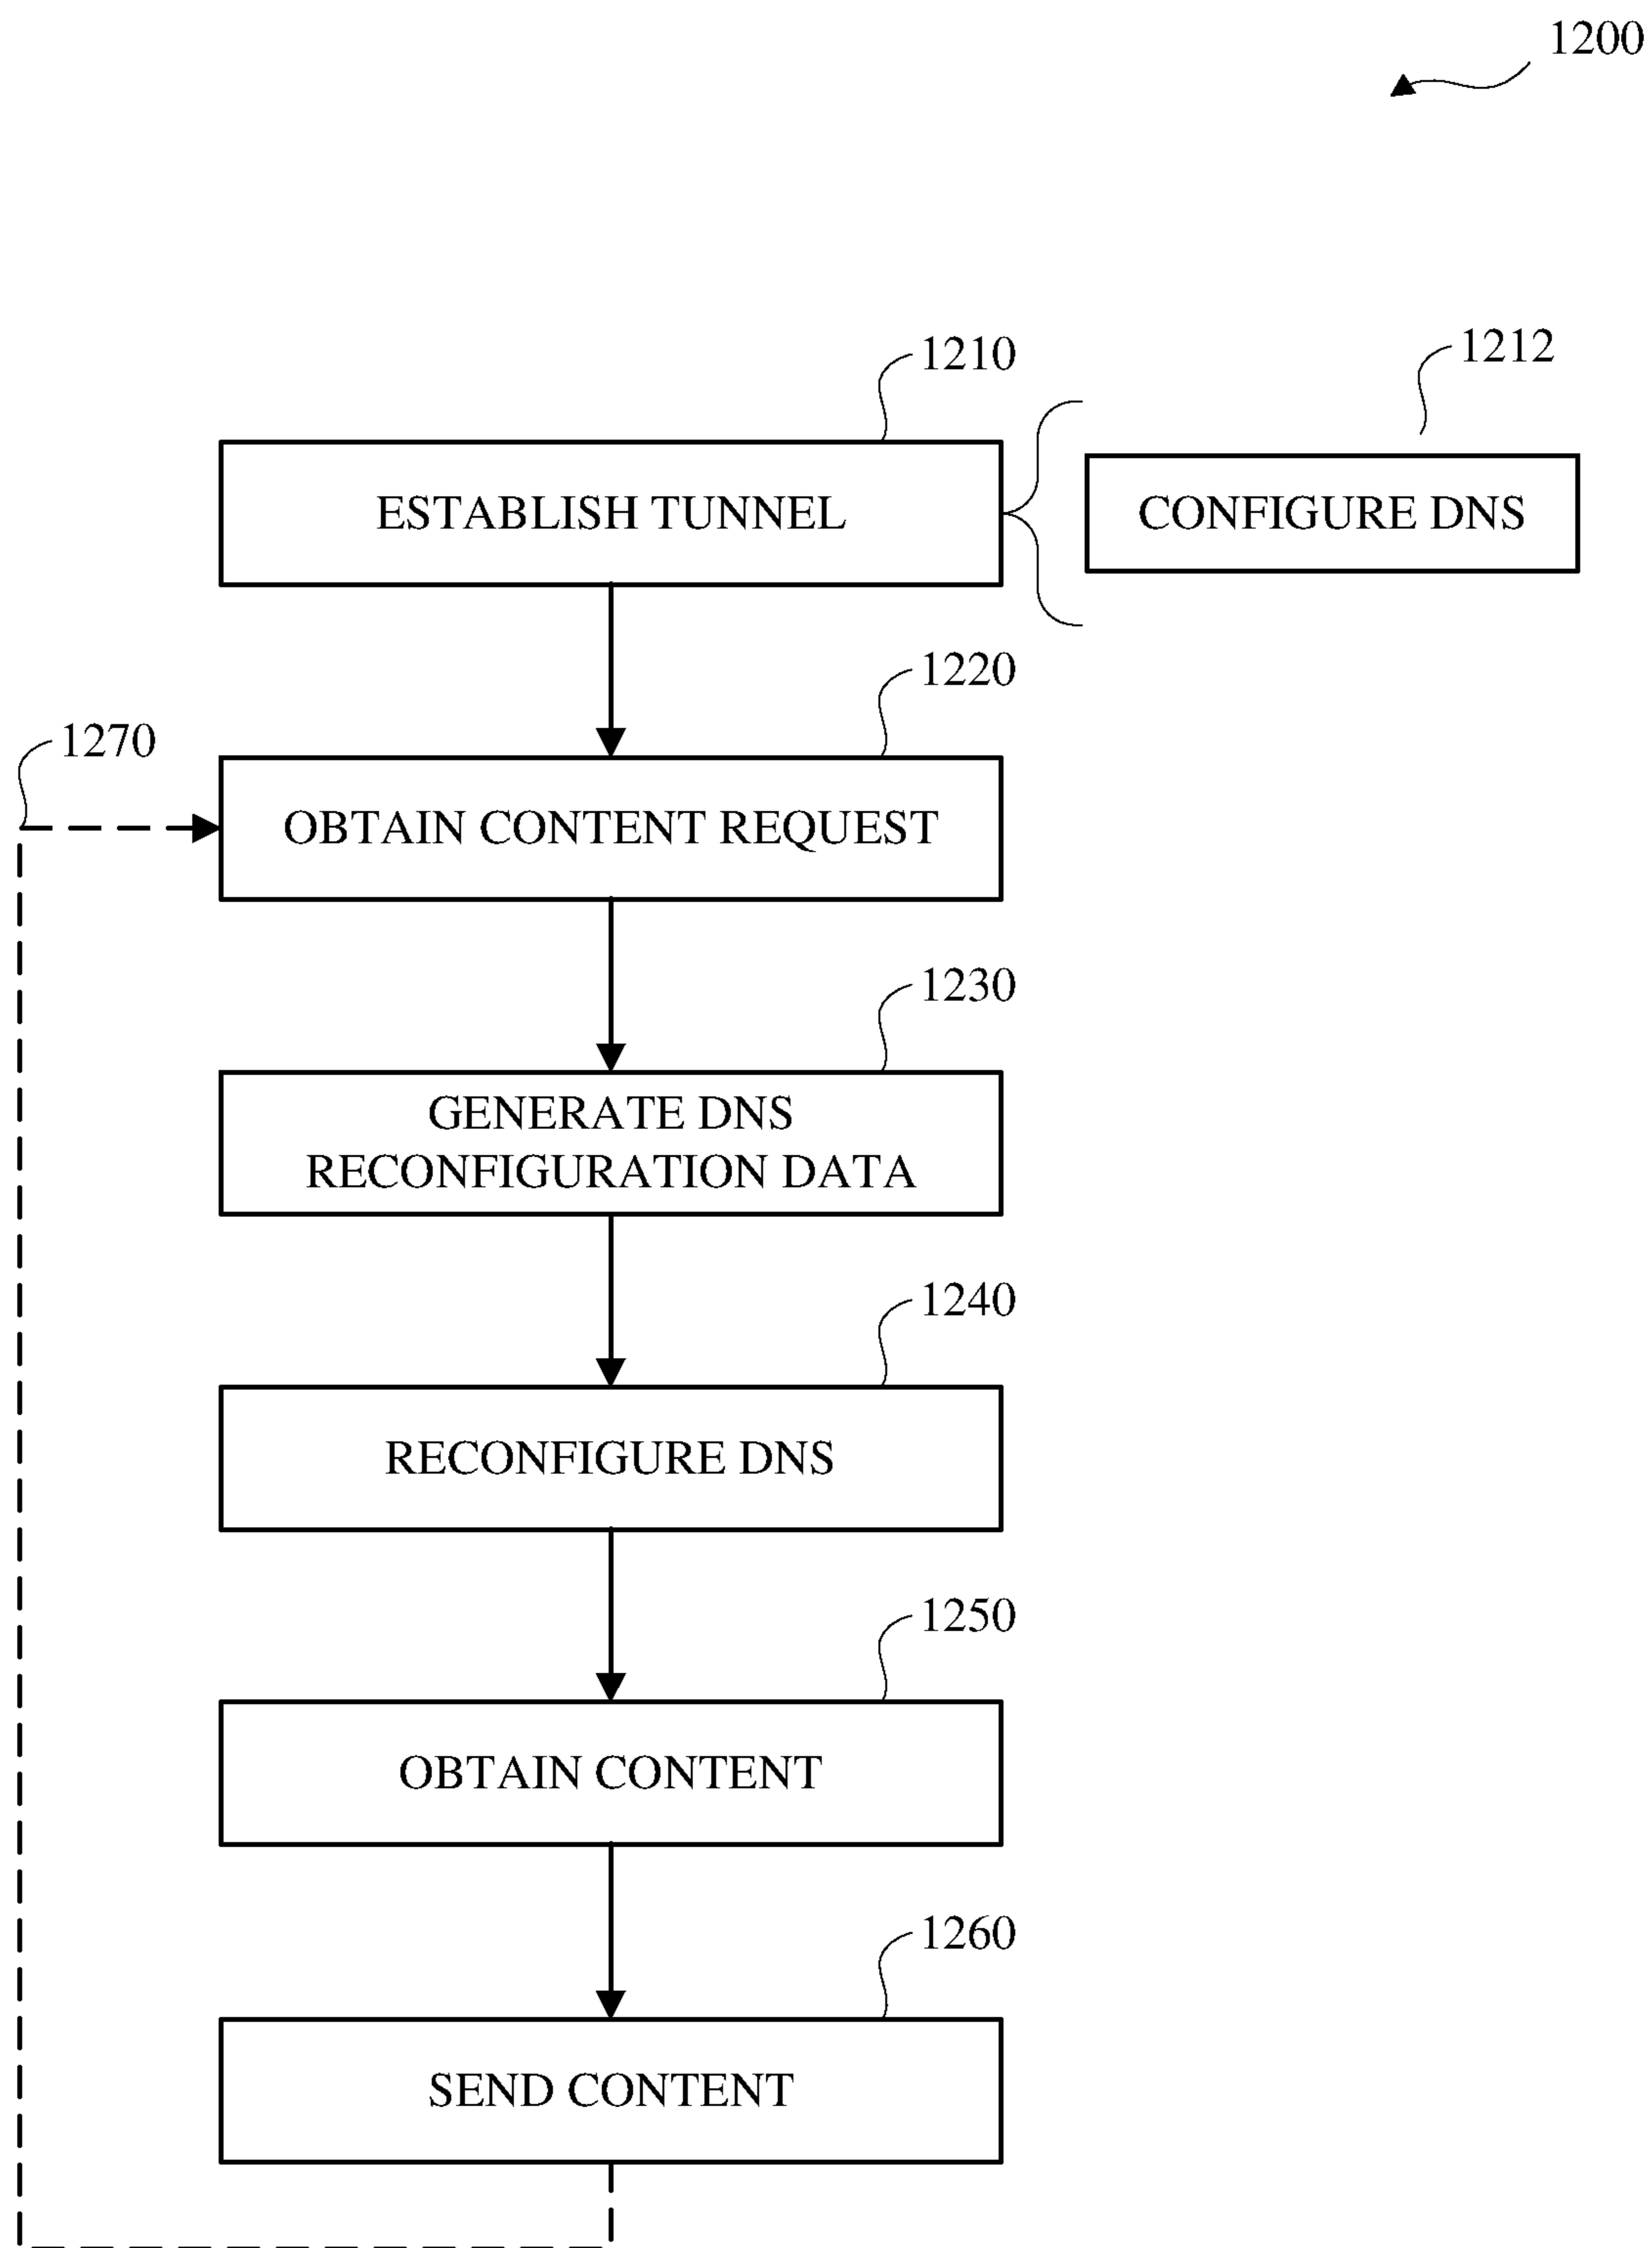 1200
1210
1212
ESTABLISH TUNNEL
CONFIGURE DNS
1220
1270
OBTAIN CONTENT REQUEST
1230
GENERATE DNS
RECONFIGURATION DATA
1240
RECONFIGURE DNS
1250
OBTAIN CONTENT
1260
SEND CONTENT